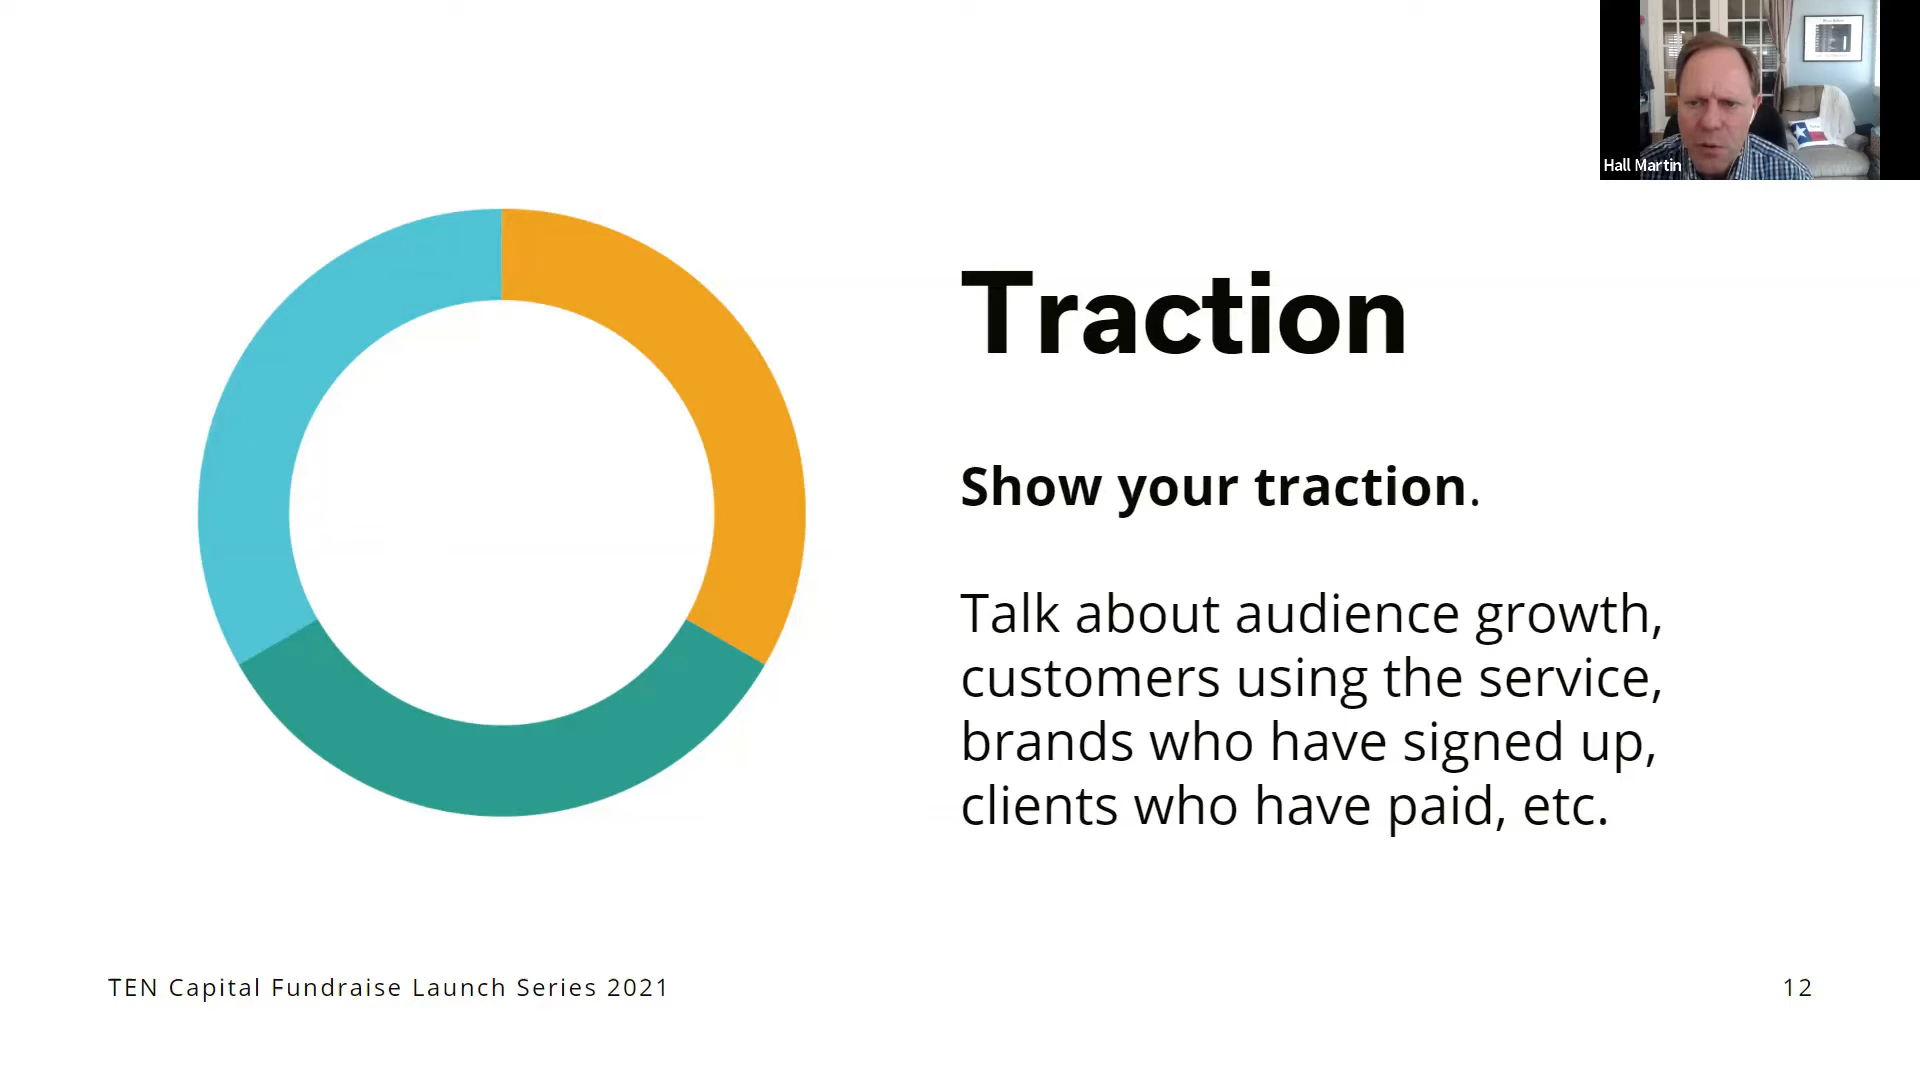 Hall Martin
Traction
Show your traction.
Talk about audience growth,
customers using the service,
brands who have signed up,
clients who have paid, etc.
TEN Capital Fundraise Launch Series 2021
12